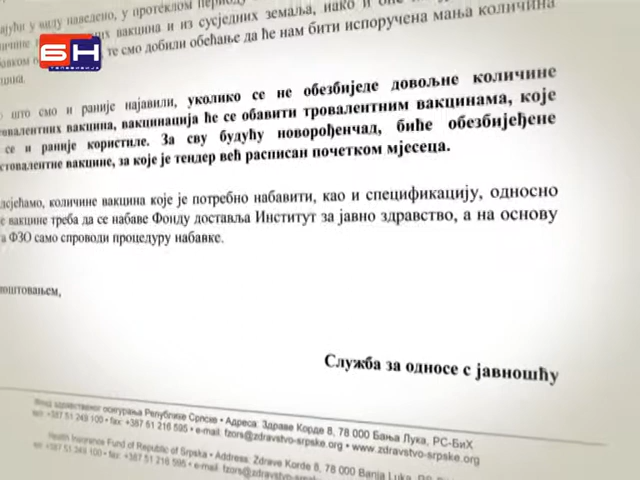 у виду наведено, у протеклом
вакцина и из сусједних земаља, иако и
те смо добили обећање да ће нам бити испоручена мања количина
БН
ТЕЛЕВИЗИЈА
што смо и раније најавили, уколико се не обезбиједе довољне количине
вакцина, вакцинација ће се обавити тровалентним вакцинама, које
се и раније користиле. За сву будућу новорођенчад, биће обезбијеђене
вакцине, за које је тендер већ расписан почетком мјесеца.
количине вакцина које је потребно набавити, као и спецификацију, односно
вакцине треба да се набаве Фонду доставља Институт за јавно здравство, а на основу
ФЗО само спроводи процедуру набавке.
Служба за односе с јавношћу
Фонд здравственог осигурања Републике Српске • Адреса: Здраве Корде 8, 78 000 Бања Лука, РС-БиХ
тел: +387 51 249 100 • fax: +387 51 216 595 • e-mail: fzors@zdravstvo-srpske.org • www.zdravstvo-srpske.org
Health Insurance Fund of Republic of Srpska • Address: Zdrave Korde 8, 78 000 Banja Luka,
tel: +387 51 249 100 • fax: +387 51 216 595 • e-mail: fzors@zdravstvo-srpske